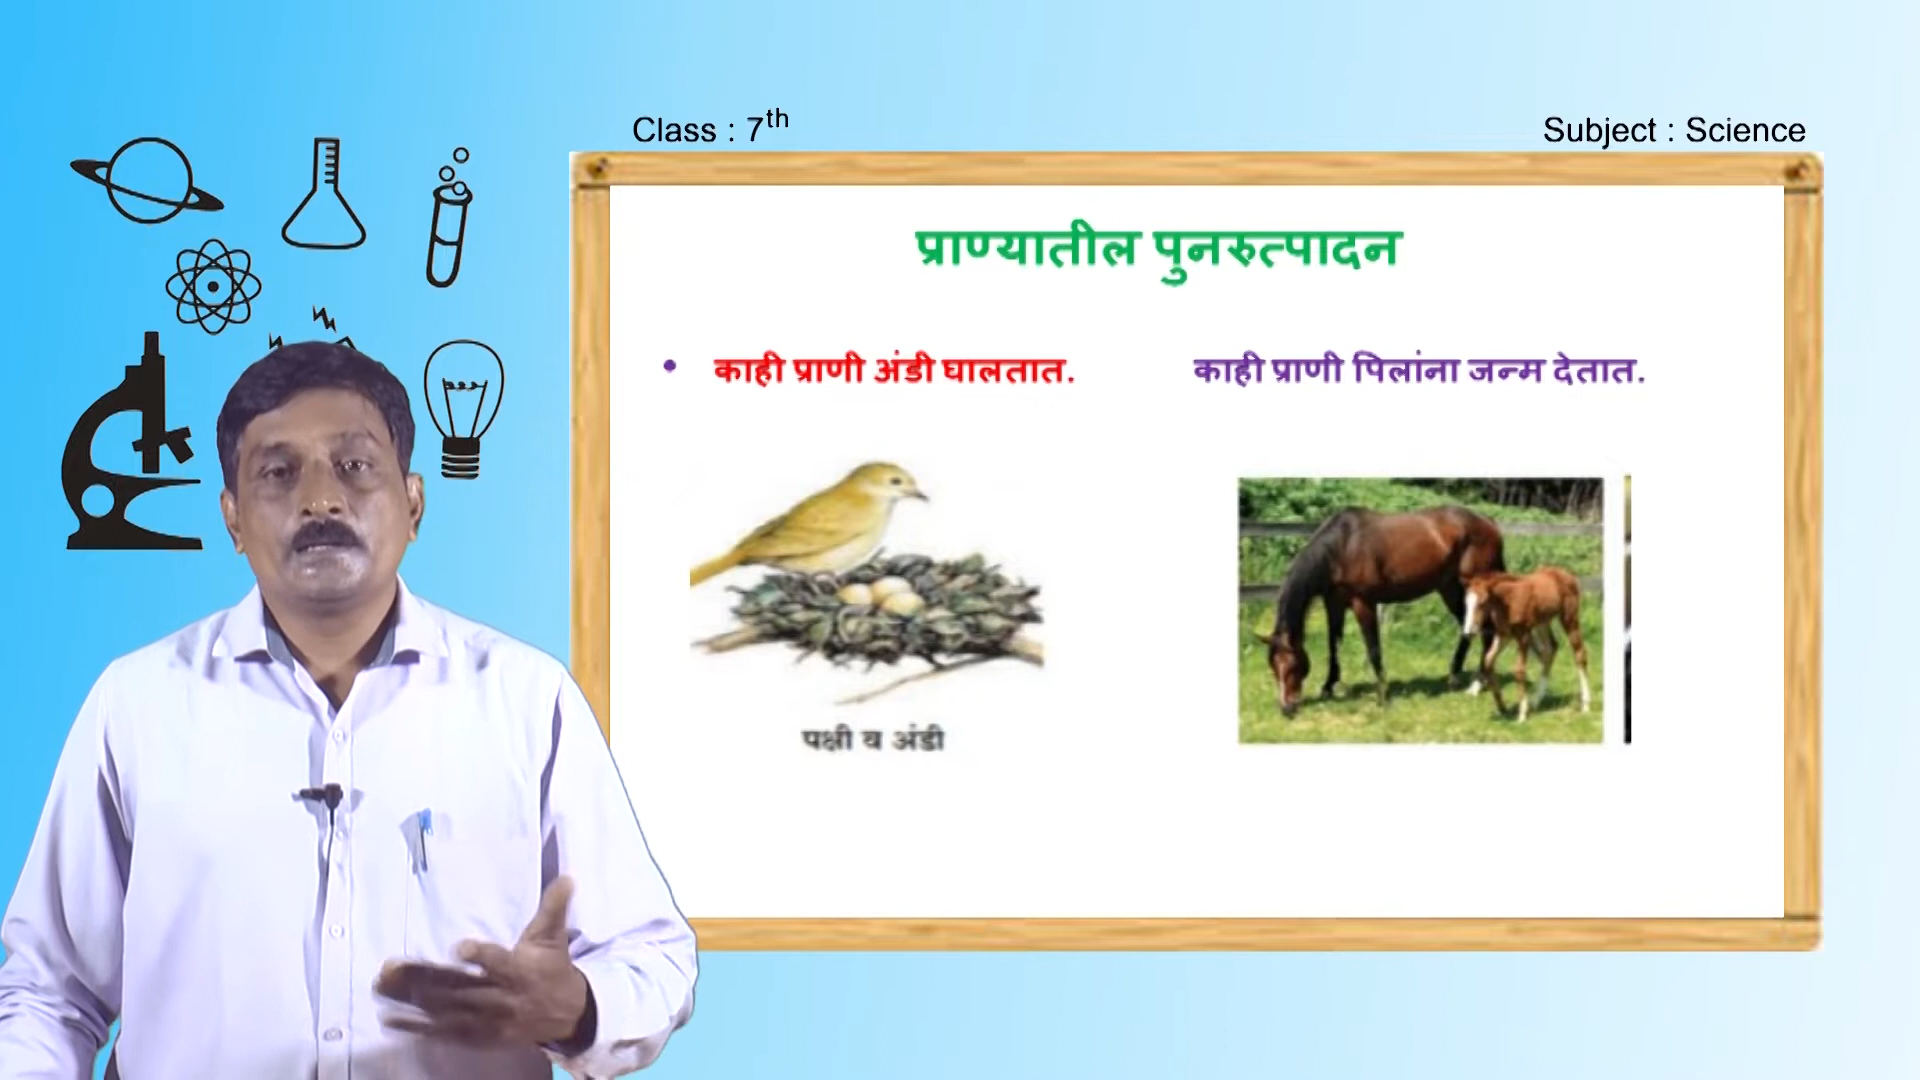 Class : 7th
Subject : Science
प्राण्यातील पुनरुत्पादन
• काही प्राणी अंडी घालतात.
काही प्राणी पिलांना जन्म देतात.
पक्षी व अंडी